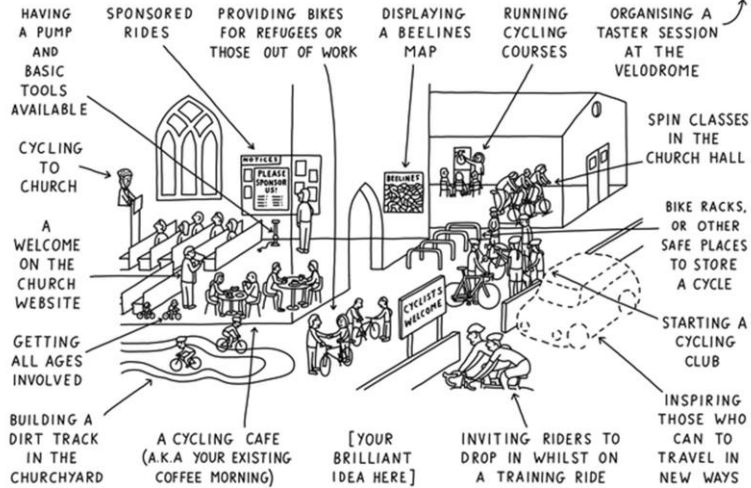 HAVING
A PUMP
AND
BASIC
TOOLS
AVAILABLE
SPONSORED
RIDES
PROVIDING BIKES
FOR REFUGEES OR
THOSE OUT OF WORK
DISPLAYING
A BEELINES
MAP
RUNNING
CYCLING
COURSES
ORGANISING A
TASTER SESSION
AT THE
VELODROME
CYCLING
TO
CHURCH
NOTICES
PLEASE
SPONSOR
US!
BEELINES
SPIN CLASSES
IN THE
CHURCH HALL
A
WELCOME
ON THE
CHURCH
WEBSITE
BIKE RACKS,
OR OTHER
SAFE PLACES
TO STORE
A CYCLE
CYCLISTS
WELCOME
GETTING
ALL AGES
INVOLVED
STARTING A
CYCLING
CLUB
BUILDING A
DIRT TRACK
IN THE
CHURCHYARD
A CYCLING CAFE
(A.K.A YOUR EXISTING
COFFEE MORNING)
[YOUR
BRILLIANT
IDEA HERE]
INVITING RIDERS TO
DROP IN WHILST ON
A TRAINING RIDE
INSPIRING
THOSE WHO
CAN TO
TRAVEL IN
NEW WAYS